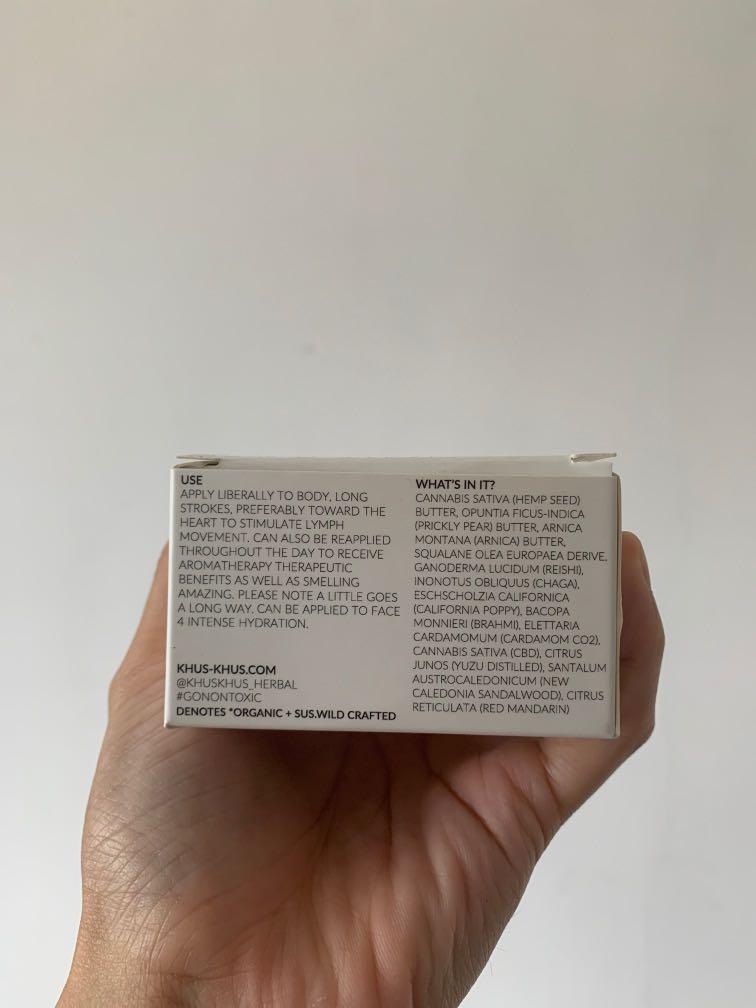 USE
APPLY LIBERALLY TO BODY, LONG
STROKES, PREFERABLY TOWARD THE
HEART TO STIMULATE LYMPH
MOVEMENT. CAN ALSO BE REAPPLIED
THROUGHOUT THE DAY TO RECEIVE
AROMATHERAPY THERAPEUTIC
BENEFITS AS WELL AS SMELLING
AMAZING. PLEASE NOTE A LITTLE GOES
A LONG WAY. CAN BE APPLIED TO FACE
4 INTENSE HYDRATION.
KHUS-KHUS.COM
@KHUSKHUS_HERBAL
#GONONTOXIC
DENOTES *ORGANIC + SUS.WILD CRAFTED
WHAT'S IN IT?
CANNABIS SATIVA (HEMP SEED)
BUTTER, OPUNTIA FICUS-INDICA
(PRICKLY PEAR) BUTTER, ARNICA
MONTANA (ARNICA) BUTTER,
SQUALANE OLEA EUROPAEA DERIVE,
GANODERMA LUCIDUM (REISHI),
INONOTUS OBLIQUUS (CHAGA),
ESCHSCHOLZIA CALIFORNICA
(CALIFORNIA POPPY), BACOPA
MONNIERI (BRAHMI), ELETTARIA
CARDAMOMUM (CARDAMOM CO2),
CANNABIS SATIVA (CBD), CITRUS
JUNOS (YUZU DISTILLED), SANTALUM
AUSTROCALEDONICUM (NEW
CALEDONIA SANDALWOOD), CITRUS
RETICULATA (RED MANDARIN)